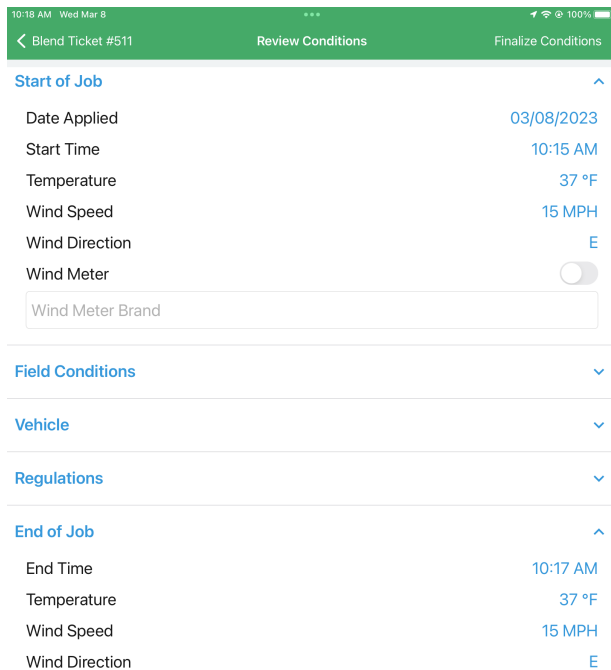 10:18 AM Wed Mar 8 100%
Blend Ticket #511 Review Conditions Finalize Conditions
Start of Job
Date Applied 03/08/2023
Start Time 10:15 AM
Temperature 37 °F
Wind Speed 15 MPH
Wind Direction E
Wind Meter
Wind Meter Brand
Field Conditions
Vehicle
Regulations
End of Job
End Time 10:17 AM
Temperature 37 °F
Wind Speed 15 MPH
Wind Direction E